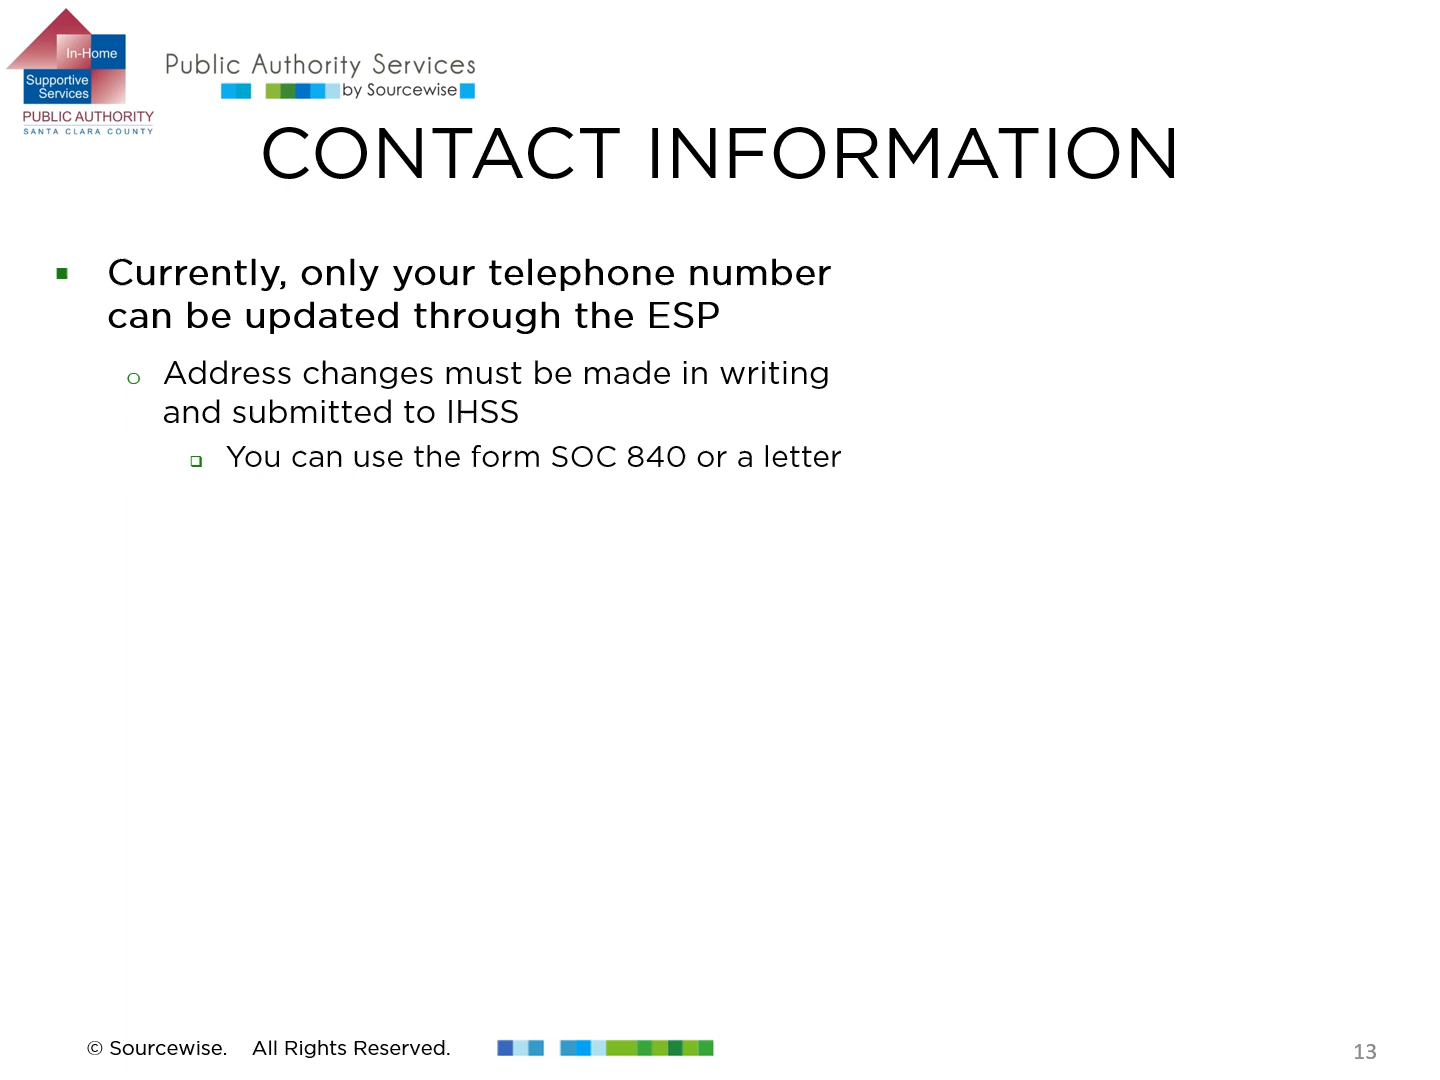 In-Home
Supportive
Services
PUBLIC AUTHORITY
SANTA CLARA COUNTY
Public Authority Services
by Sourcewise
CONTACT INFORMATION
▪ Currently, only your telephone number
can be updated through the ESP
o Address changes must be made in writing
and submitted to IHSS
❑ You can use the form SOC 840 or a letter
© Sourcewise. All Rights Reserved.
13